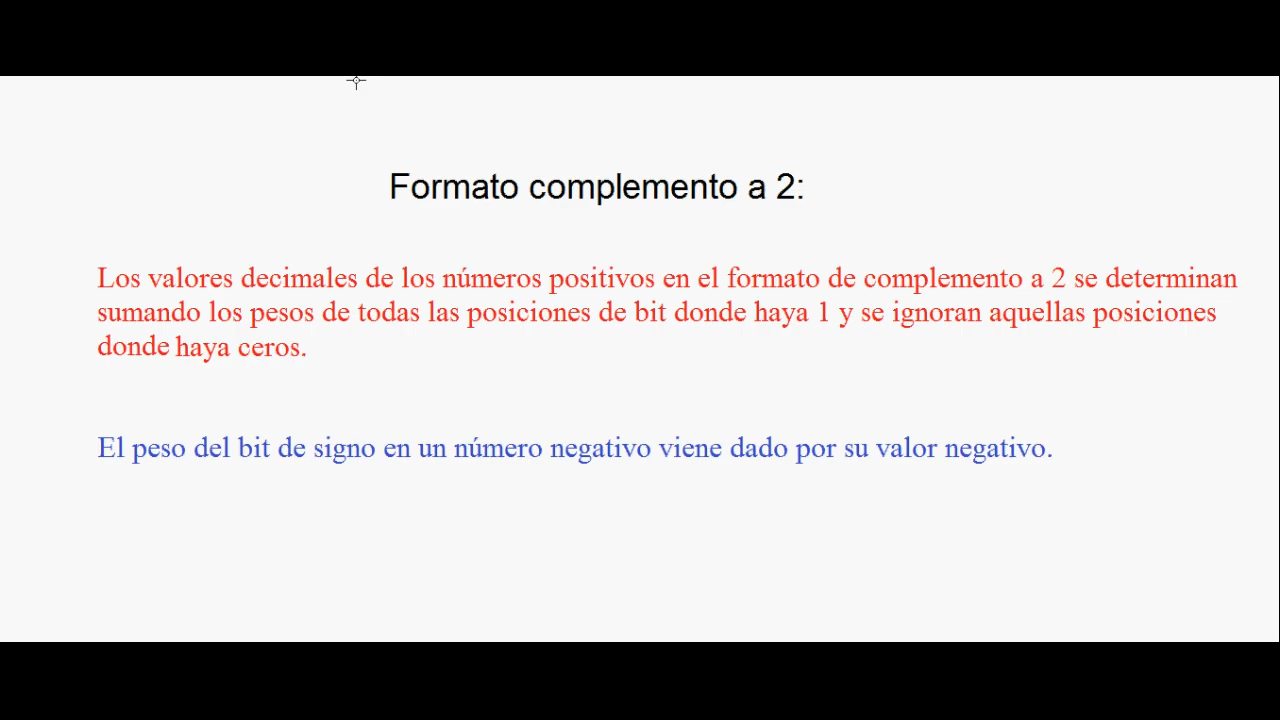 Formato complemento a 2:
Los valores decimales de los números positivos en el formato de complemento a 2 se determinan
sumando los pesos de todas las posiciones de bit donde haya 1 y se ignoran aquellas posiciones
donde haya ceros.
El peso del bit de signo en un número negativo viene dado por su valor negativo.